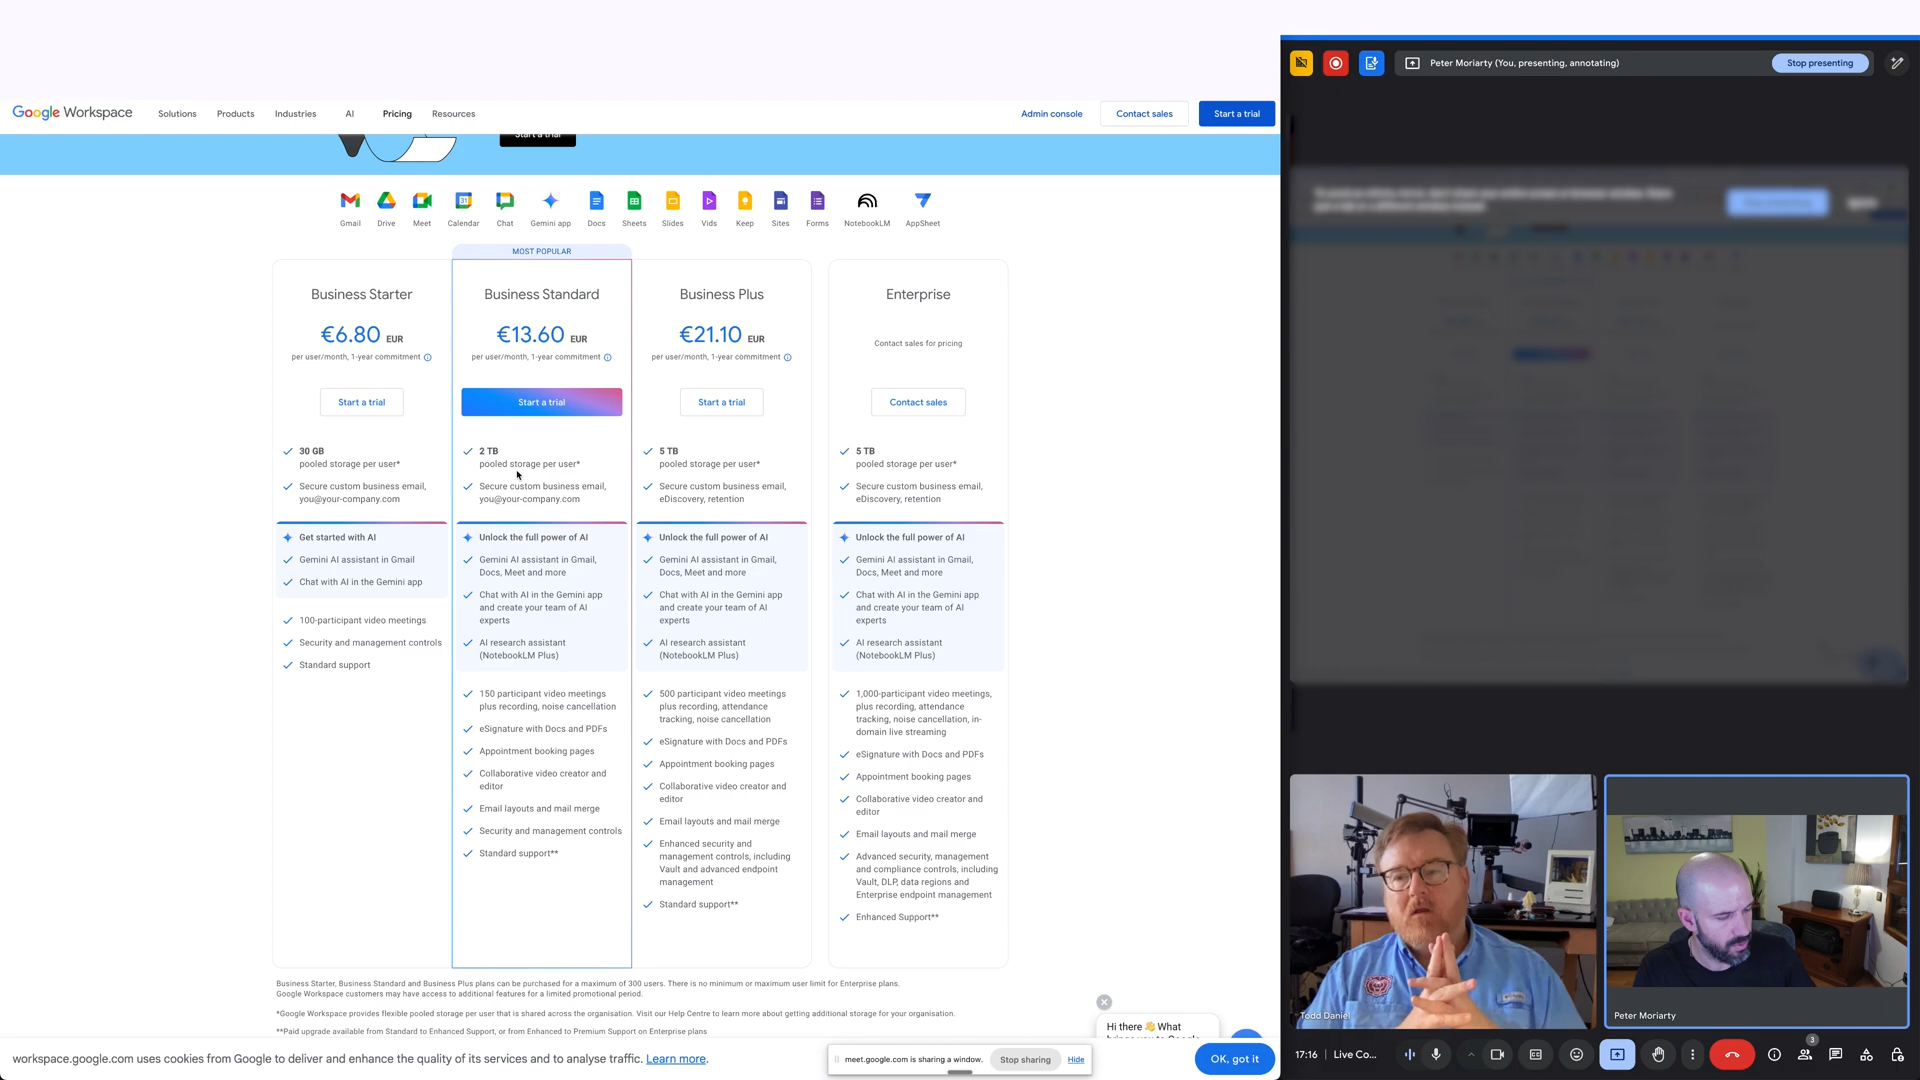 Peter Moriarty (You, presenting, annotating)
Stop presenting
Google Workspace
Solutions
Products
Industries
AI
Pricing
Resources
Admin console
Contact sales
Start a trial
Gmail
Drive
Meet
Calendar
Chat
Gemini app
Docs
Sheets
Slides
Vids
Keep
Sites
Forms
NotebookLM
AppSheet
MOST POPULAR
Business Starter
€6.80 EUR
per user/month, 1-year commitment
Start a trial
30 GB
pooled storage per user*
Secure custom business email,
you@your-company.com
Get started with AI
Gemini AI assistant in Gmail
Chat with AI in the Gemini app
100-participant video meetings
Security and management controls
Standard support
Business Standard
€13.60 EUR
per user/month, 1-year commitment
Start a trial
2 TB
pooled storage per user*
Secure custom business email,
you@your-company.com
Unlock the full power of AI
Gemini AI assistant in Gmail,
Docs, Meet and more
Chat with AI in the Gemini app
and create your team of AI
experts
AI research assistant
(NotebookLM Plus)
150 participant video meetings
plus recording, noise cancellation
eSignature with Docs and PDFs
Appointment booking pages
Collaborative video creator and
editor
Email layouts and mail merge
Security and management controls
Standard support**
Business Plus
€21.10 EUR
per user/month, 1-year commitment
Start a trial
5 TB
pooled storage per user*
Secure custom business email,
eDiscovery, retention
Unlock the full power of AI
Gemini AI assistant in Gmail,
Docs, Meet and more
Chat with AI in the Gemini app
and create your team of AI
experts
AI research assistant
(NotebookLM Plus)
500 participant video meetings
plus recording, attendance
tracking, noise cancellation
eSignature with Docs and PDFs
Appointment booking pages
Collaborative video creator and
editor
Email layouts and mail merge
Enhanced security and
management controls, including
Vault and advanced endpoint
management
Standard support**
Enterprise
Contact sales for pricing
Contact sales
5 TB
pooled storage per user*
Secure custom business email,
eDiscovery, retention
Unlock the full power of AI
Gemini AI assistant in Gmail,
Docs, Meet and more
Chat with AI in the Gemini app
and create your team of AI
experts
AI research assistant
(NotebookLM Plus)
1,000-participant video meetings,
plus recording, attendance
tracking, noise cancellation, in-
domain live streaming
eSignature with Docs and PDFs
Appointment booking pages
Collaborative video creator and
editor
Email layouts and mail merge
Advanced security, management
and compliance controls, including
Vault, DLP, data regions and
Enterprise endpoint management
Enhanced Support**
Business Starter, Business Standard and Business Plus plans can be purchased for a maximum of 300 users. There is no minimum or maximum user limit for Enterprise plans.
Google Workspace customers may have access to additional features for a limited promotional period.
*Google Workspace provides flexible pooled storage per user that is shared across the organisation. Visit our Help Centre to learn more about getting additional storage for your organisation.
**Paid upgrade available from Standard to Enhanced Support, or from Enhanced to Premium Support on Enterprise plans
Hi there 👋 What
workspace.google.com uses cookies from Google to deliver and enhance the quality of its services and to analyse traffic. Learn more.
meet.google.com is sharing a window.
Stop sharing
Hide
OK, got it
Todd Daniel
Peter Moriarty
17:16 | Live Co...
3